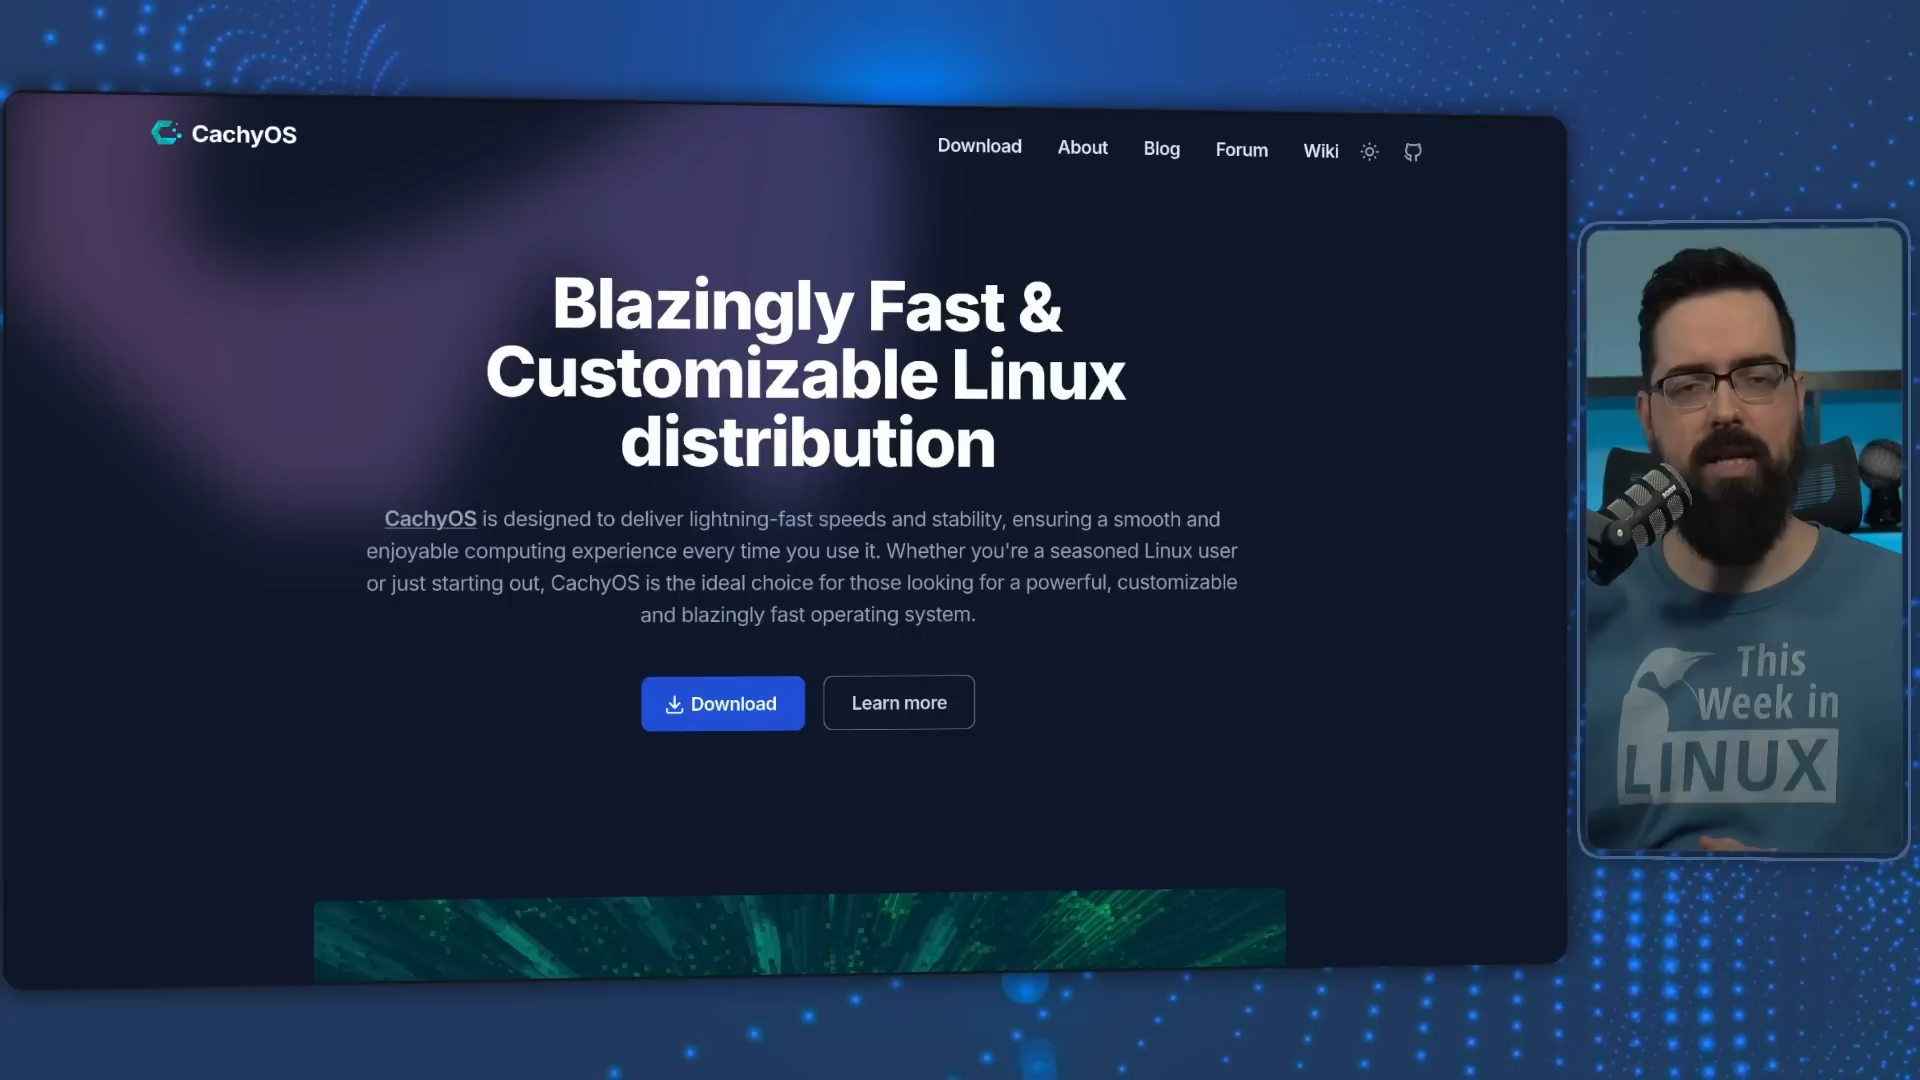 CachyOS
Download About Blog Forum Wiki
Blazingly Fast &
Customizable Linux
distribution
CachyOS is designed to deliver lightning-fast speeds and stability, ensuring a smooth and
enjoyable computing experience every time you use it. Whether you're a seasoned Linux user
or just starting out, CachyOS is the ideal choice for those looking for a powerful, customizable
and blazingly fast operating system.
Download
Learn more
This
Week in
LINUX